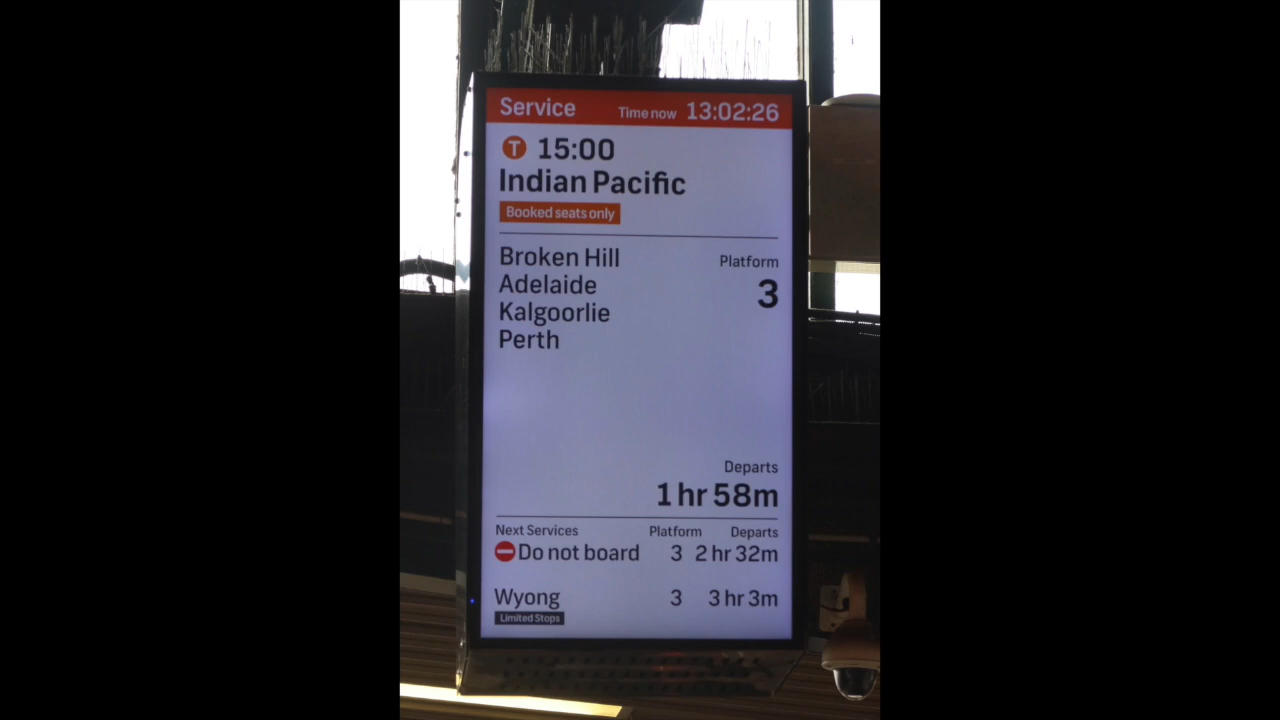 Service Time now 13:02:26
T 15:00
Indian Pacific
Booked seats only
Broken Hill
Platform
Adelaide
3
Kalgoorlie
Perth
Departs
1 hr 58m
Next Services Platform Departs
Do not board 3 2 hr 32m
Wyong 3 3 hr 3m
Limited Stops